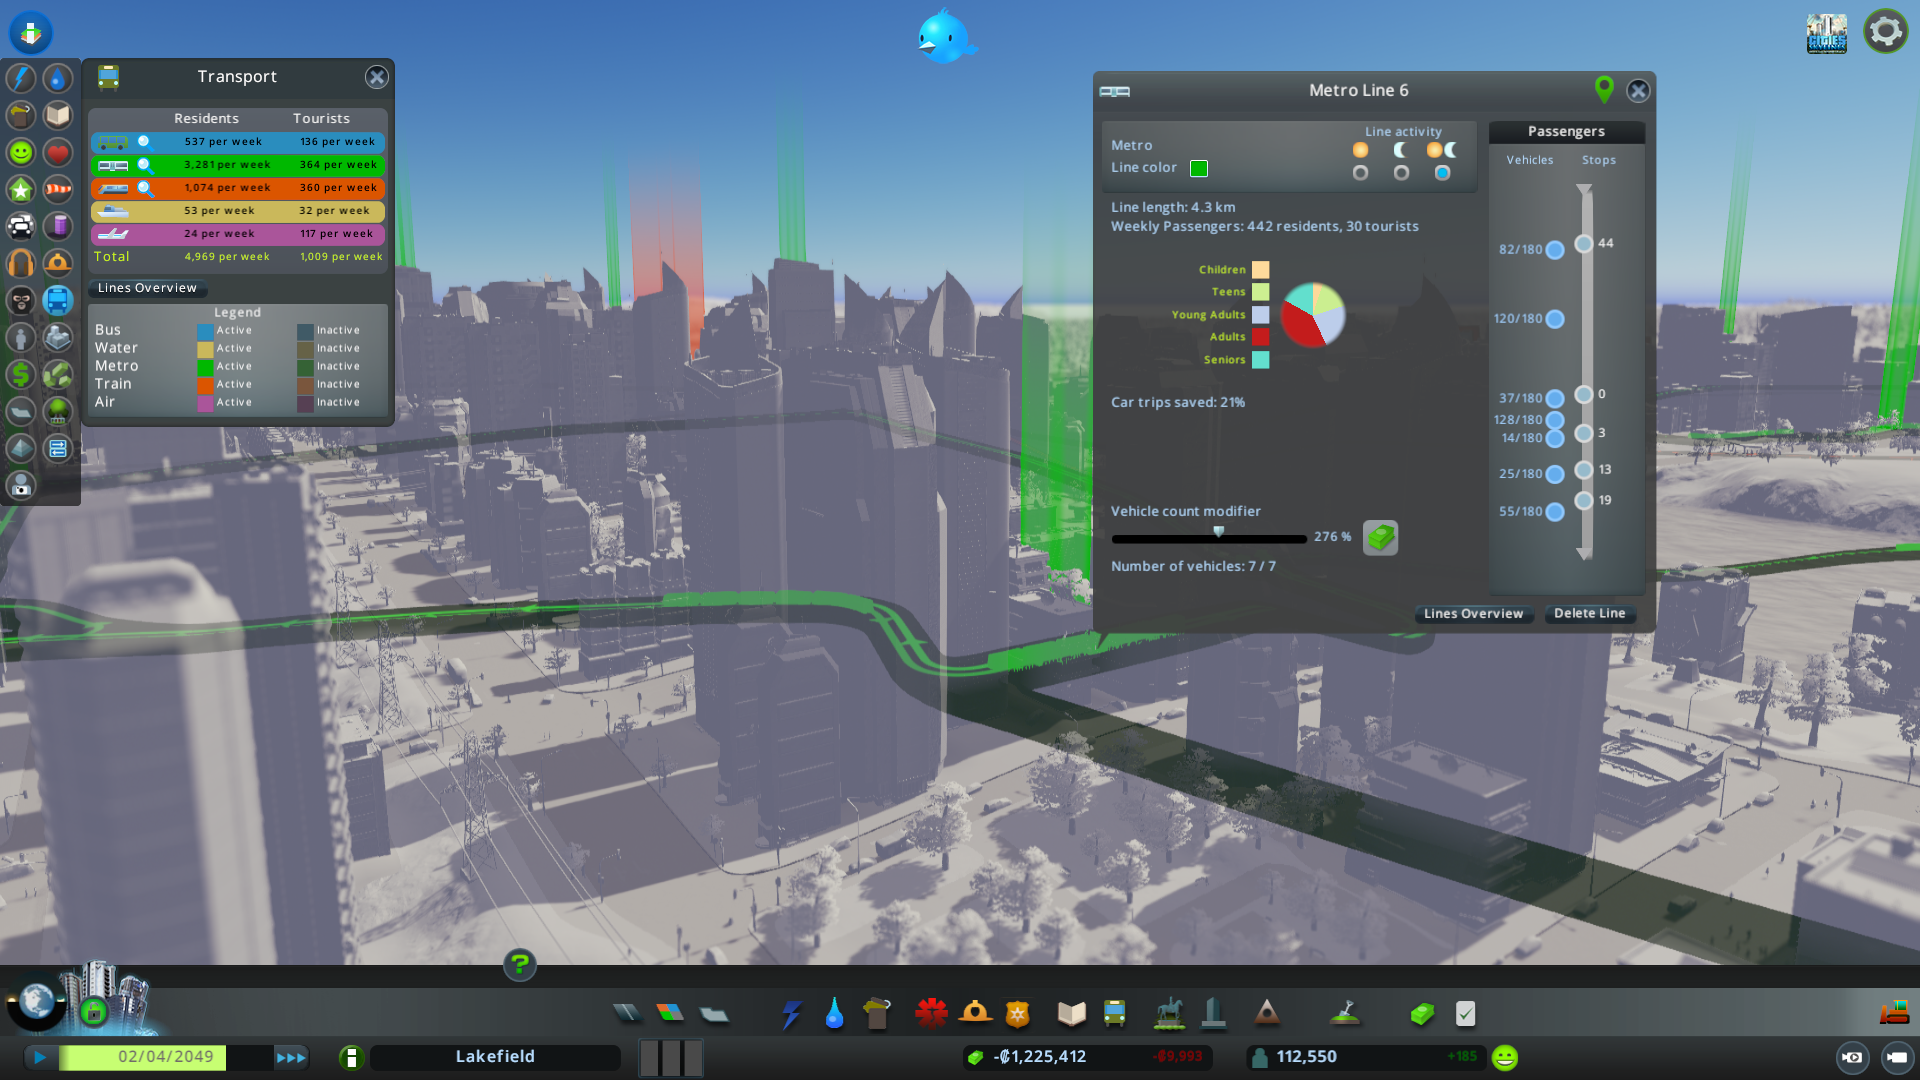 Transport
Residents Tourists
537 per week 136 per week
3,281 per week 364 per week
1,074 per week 360 per week
53 per week 32 per week
24 per week 117 per week
Total 4,969 per week 1,009 per week
Lines Overview
Legend
Bus Active Inactive
Water Active Inactive
Metro Active Inactive
Train Active Inactive
Air Active Inactive
CITIES
Metro Line 6
Metro
Line color
Line activity
Line length: 4.3 km
Weekly Passengers: 442 residents, 30 tourists
Children
Teens
Young Adults
Adults
Seniors
Car trips saved: 21%
Vehicle count modifier
276 %
Number of vehicles: 7 / 7
Passengers
Vehicles Stops
82/180 44
120/180
37/180 0
128/180
14/180 3
25/180 13
19
55/180
Lines Overview Delete Line
?
02/04/2049
Lakefield
-₡1,225,412 -₡9,993
112,550 +185